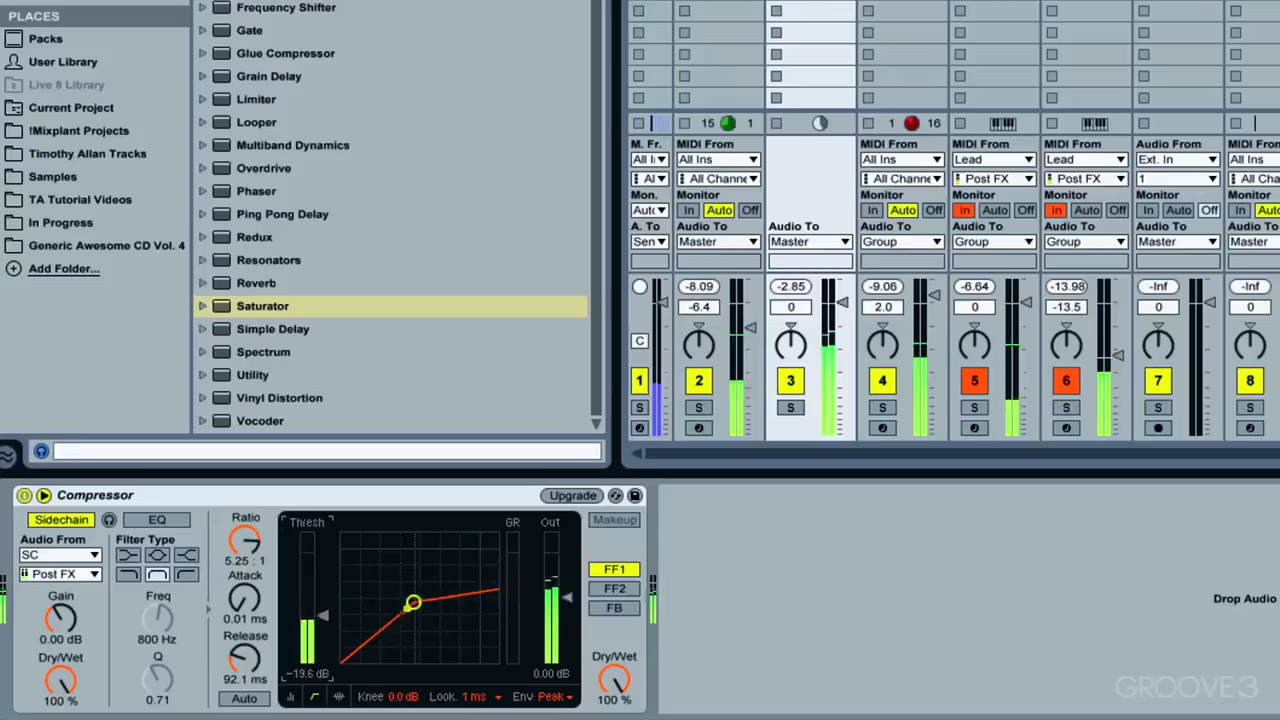 PLACES
Packs
User Library
Live 8 Library
Current Project
!Mixplant Projects
Timothy Allan Tracks
Samples
TA Tutorial Videos
In Progress
Generic Awesome CD Vol. 4
Add Folder...
Frequency Shifter
Gate
Glue Compressor
Grain Delay
Limiter
Looper
Multiband Dynamics
Overdrive
Phaser
Ping Pong Delay
Redux
Resonators
Reverb
Saturator
Simple Delay
Spectrum
Utility
Vinyl Distortion
Vocoder
15 1 1 16
M. Fr. MIDI From MIDI From MIDI From MIDI From Audio From MIDI From
All I All Ins All Ins Lead Lead Ext. In All Ins
Al All Channe All Channe Post FX Post FX 1 All Cha
Mon. Monitor Monitor Monitor Monitor Monitor Monitor
Auto In Auto Off In Auto Off In Auto Off In Auto Off In Auto Off In Auto
A. To Audio To Audio To Audio To Audio To Audio To Audio To Audio To
Sen Master Master Group Group Group Master Master
-8.09 -2.85 -9.06 -6.64 -13.98 -Inf -Inf
-6.4 0 2.0 0 -13.5 0 0
C
1 2 3 4 5 6 7 8
S S S S S S S S
Compressor Upgrade
Sidechain EQ
Audio From Filter Type
SC
Post FX
Gain Freq
0.00 dB 800 Hz
Dry/Wet Q
100 % 0.71
Ratio
5.25 : 1
Attack
0.01 ms
Release
92.1 ms
Auto
Thresh GR Out
-19.6 dB 0.00 dB
Knee 0.0 dB Look. 1 ms Env Peak
Makeup
FF1
FF2
FB
Dry/Wet
100 %
Drop Audio
GROOVE 3